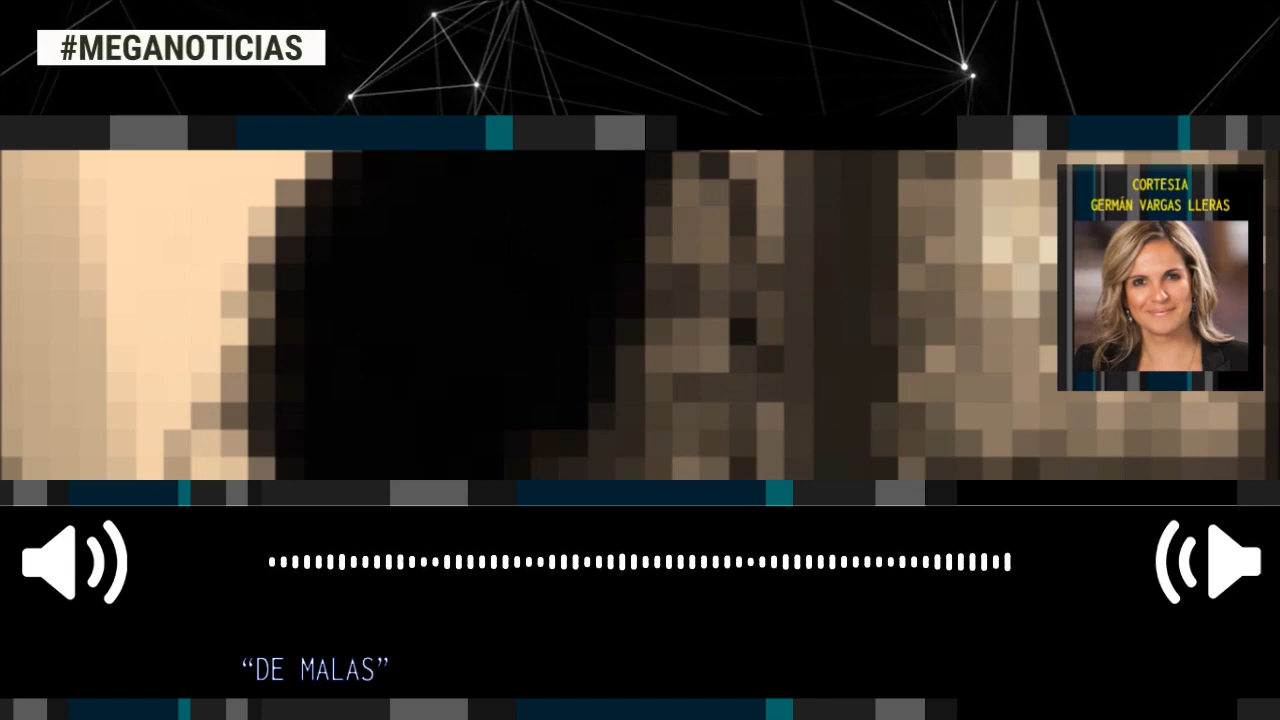 #MEGANOTICIAS
CORTESIA
GERMÁN VARGAS LLERAS
“DE MALAS”